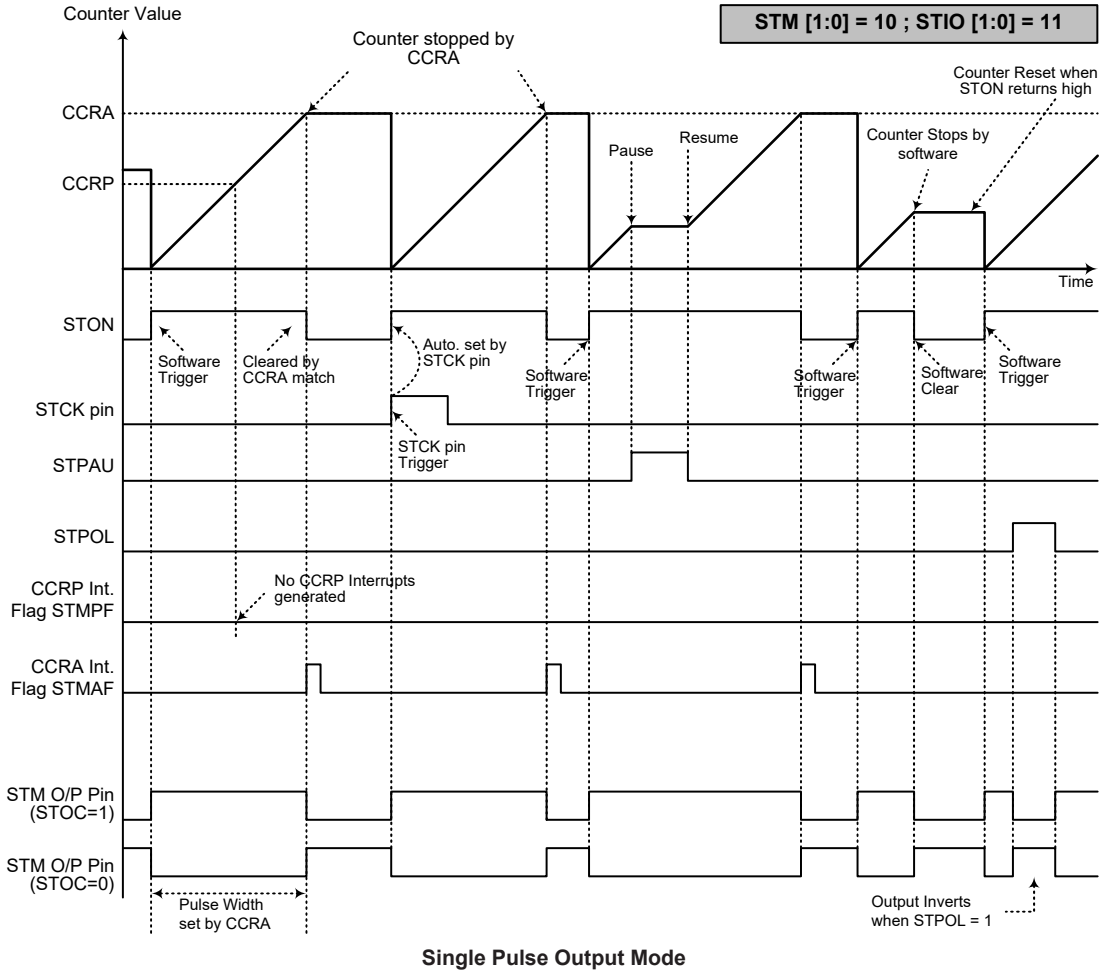 Counter Value
STM [1:0] = 10 ; STIO [1:0] = 11
Counter stopped by
CCRA
Counter Reset when
STON returns high
CCRA
Pause
Resume
Counter Stops by
software
CCRP
Time
STON
Software
Trigger
Cleared by
CCRA match
Auto. set by
STCK pin
Software
Trigger
Software
Trigger
Software
Clear
Software
Trigger
STCK pin
STCK pin
Trigger
STPAU
STPOL
CCRP Int.
Flag STMPF
No CCRP Interrupts
generated
CCRA Int.
Flag STMAF
STM O/P Pin
(STOC=1)
STM O/P Pin
(STOC=0)
Pulse Width
set by CCRA
Output Inverts
when STPOL = 1
Single Pulse Output Mode